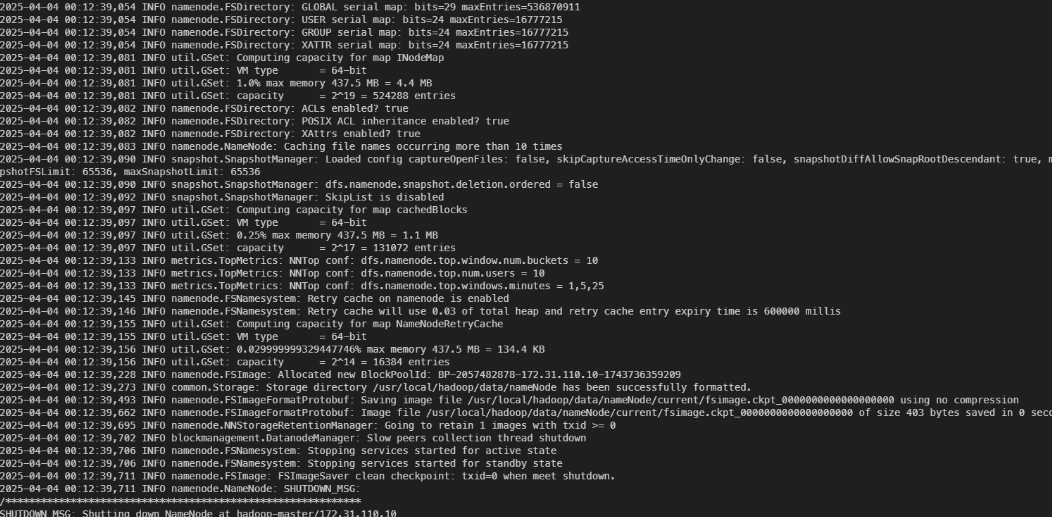 2025-04-04 00:12:39,054 INFO namenode.FSDirectory: GLOBAL serial map: bits=29 maxEntries=536870911
2025-04-04 00:12:39,054 INFO namenode.FSDirectory: USER serial map: bits=24 maxEntries=16777215
2025-04-04 00:12:39,054 INFO namenode.FSDirectory: GROUP serial map: bits=24 maxEntries=16777215
2025-04-04 00:12:39,054 INFO namenode.FSDirectory: XATTR serial map: bits=24 maxEntries=16777215
2025-04-04 00:12:39,081 INFO util.GSet: Computing capacity for map INodeMap
2025-04-04 00:12:39,081 INFO util.GSet: VM type       = 64-bit
2025-04-04 00:12:39,081 INFO util.GSet: 1.0% max memory 437.5 MB = 4.4 MB
2025-04-04 00:12:39,081 INFO util.GSet: capacity      = 2^19 = 524288 entries
2025-04-04 00:12:39,082 INFO namenode.FSDirectory: ACLs enabled? true
2025-04-04 00:12:39,082 INFO namenode.FSDirectory: POSIX ACL inheritance enabled? true
2025-04-04 00:12:39,082 INFO namenode.FSDirectory: XAttrs enabled? true
2025-04-04 00:12:39,083 INFO namenode.NameNode: Caching file names occurring more than 10 times
2025-04-04 00:12:39,090 INFO snapshot.SnapshotManager: Loaded config captureOpenFiles: false, skipCaptureAccessTimeOnlyChange: false, snapshotDiffAllowSnapRootDescendant: true, m
pshotFSLimit: 65536, maxSnapshotLimit: 65536
2025-04-04 00:12:39,090 INFO snapshot.SnapshotManager: dfs.namenode.snapshot.deletion.ordered = false
2025-04-04 00:12:39,092 INFO snapshot.SnapshotManager: SkipList is disabled
2025-04-04 00:12:39,097 INFO util.GSet: Computing capacity for map cachedBlocks
2025-04-04 00:12:39,097 INFO util.GSet: VM type       = 64-bit
2025-04-04 00:12:39,097 INFO util.GSet: 0.25% max memory 437.5 MB = 1.1 MB
2025-04-04 00:12:39,097 INFO util.GSet: capacity      = 2^17 = 131072 entries
2025-04-04 00:12:39,133 INFO metrics.TopMetrics: NNTop conf: dfs.namenode.top.window.num.buckets = 10
2025-04-04 00:12:39,133 INFO metrics.TopMetrics: NNTop conf: dfs.namenode.top.num.users = 10
2025-04-04 00:12:39,133 INFO metrics.TopMetrics: NNTop conf: dfs.namenode.top.windows.minutes = 1,5,25
2025-04-04 00:12:39,145 INFO namenode.FSNamesystem: Retry cache on namenode is enabled
2025-04-04 00:12:39,146 INFO namenode.FSNamesystem: Retry cache will use 0.03 of total heap and retry cache entry expiry time is 600000 millis
2025-04-04 00:12:39,155 INFO util.GSet: Computing capacity for map NameNodeRetryCache
2025-04-04 00:12:39,155 INFO util.GSet: VM type       = 64-bit
2025-04-04 00:12:39,156 INFO util.GSet: 0.029999999329447746% max memory 437.5 MB = 134.4 KB
2025-04-04 00:12:39,156 INFO util.GSet: capacity      = 2^14 = 16384 entries
2025-04-04 00:12:39,228 INFO namenode.FSImage: Allocated new BlockPoolId: BP-2057482878-172.31.110.10-1743736359209
2025-04-04 00:12:39,273 INFO common.Storage: Storage directory /usr/local/hadoop/data/nameNode has been successfully formatted.
2025-04-04 00:12:39,493 INFO namenode.FSImageFormatProtobuf: Saving image file /usr/local/hadoop/data/nameNode/current/fsimage.ckpt_0000000000000000000 using no compression
2025-04-04 00:12:39,662 INFO namenode.FSImageFormatProtobuf: Image file /usr/local/hadoop/data/nameNode/current/fsimage.ckpt_0000000000000000000 of size 403 bytes saved in 0 seco
2025-04-04 00:12:39,695 INFO namenode.NNStorageRetentionManager: Going to retain 1 images with txid >= 0
2025-04-04 00:12:39,702 INFO blockmanagement.DatanodeManager: Slow peers collection thread shutdown
2025-04-04 00:12:39,706 INFO namenode.FSNamesystem: Stopping services started for active state
2025-04-04 00:12:39,706 INFO namenode.FSNamesystem: Stopping services started for standby state
2025-04-04 00:12:39,711 INFO namenode.FSImage: FSImageSaver clean checkpoint: txid=0 when meet shutdown.
2025-04-04 00:12:39,711 INFO namenode.NameNode: SHUTDOWN_MSG:
/************************************************************
SHUTDOWN_MSG: Shutting down NameNode at hadoop-master/172.31.110.10